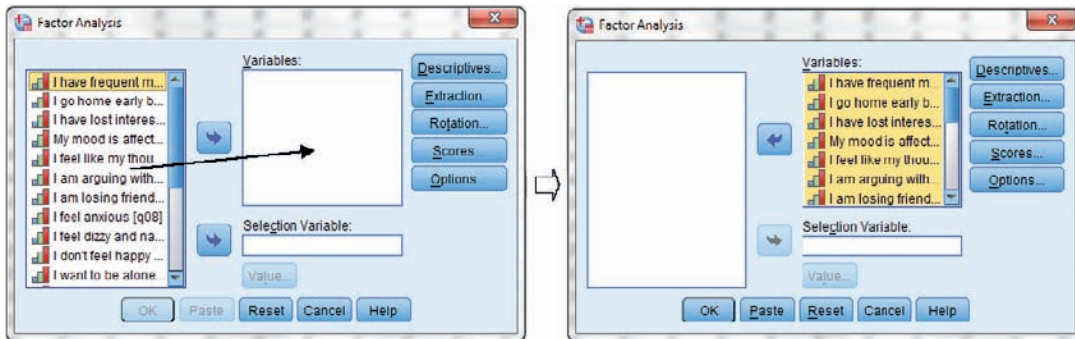 Factor Analysis
Variables:
I have frequent m...
I go home early b...
I have lost interes...
My mood is affect...
I feel like my thou
I am arguing with...
I am losing friend...
I feel anxious [q08]
I feel dizzy and na...
I don't feel happy ...
I want to be alone...
Descriptives...
Extraction
Rotation...
Scores
Options
Selection Variable:
Value...
OK Paste Reset Cancel Help
Factor Analysis
Variables:
I have frequent m...
I go home early b...
I have lost interes...
My mood is affect...
I feel like my thou...
I am arguing with...
I am losing friend...
Descriptives...
Extraction...
Rotation...
Scores...
Options...
Selection Variable:
Value...
OK Paste Reset Cancel Help